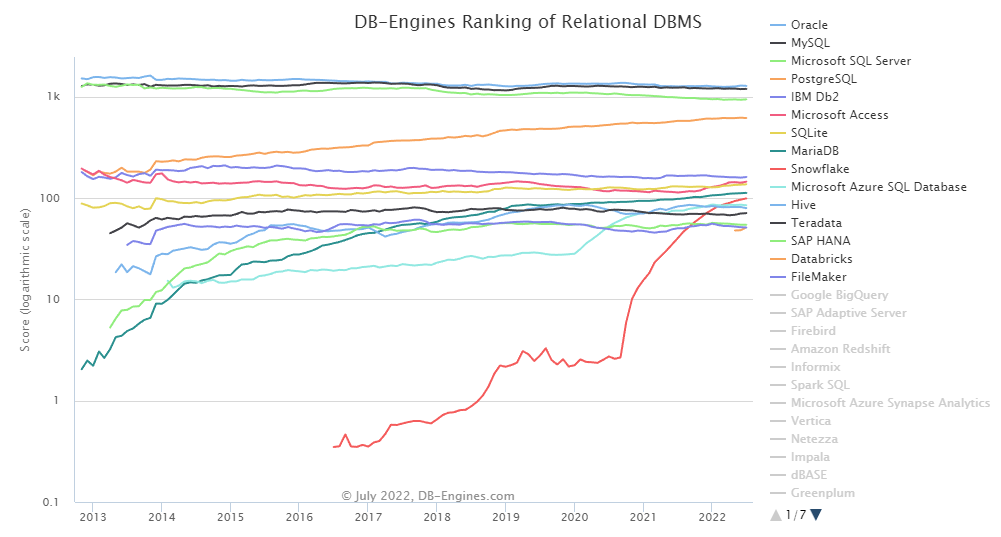 DB-Engines Ranking of Relational DBMS
Score (logarithmic scale)
1k
100
10
1
0.1
2013 2014 2015 2016 2017 2018 2019 2020 2021 2022
© July 2022, DB-Engines.com
Oracle
MySQL
Microsoft SQL Server
PostgreSQL
IBM Db2
Microsoft Access
SQLite
MariaDB
Snowflake
Microsoft Azure SQL Database
Hive
Teradata
SAP HANA
Databricks
FileMaker
Google BigQuery
SAP Adaptive Server
Firebird
Amazon Redshift
Informix
Spark SQL
Microsoft Azure Synapse Analytics
Vertica
Netezza
Impala
dBASE
Greenplum
1/7